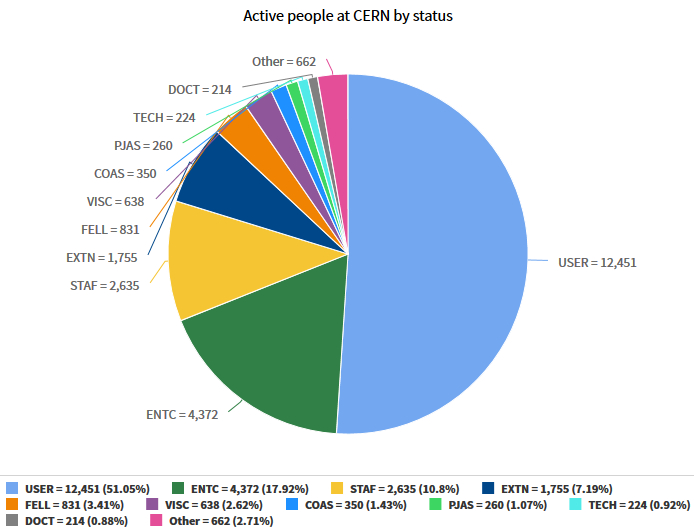 Active people at CERN by status
Other = 662
DOCT = 214
TECH = 224
PJAS = 260
COAS = 350
VISC = 638
FELL = 831
EXTN = 1,755
USER = 12,451
STAF = 2,635
ENTC = 4,372
USER = 12,451 (51.05%) ENTC = 4,372 (17.92%) STAF = 2,635 (10.8%) EXTN = 1,755 (7.19%)
FELL = 831 (3.41%) VISC = 638 (2.62%) COAS = 350 (1.43%) PJAS = 260 (1.07%) TECH = 224 (0.92%)
DOCT = 214 (0.88%) Other = 662 (2.71%)